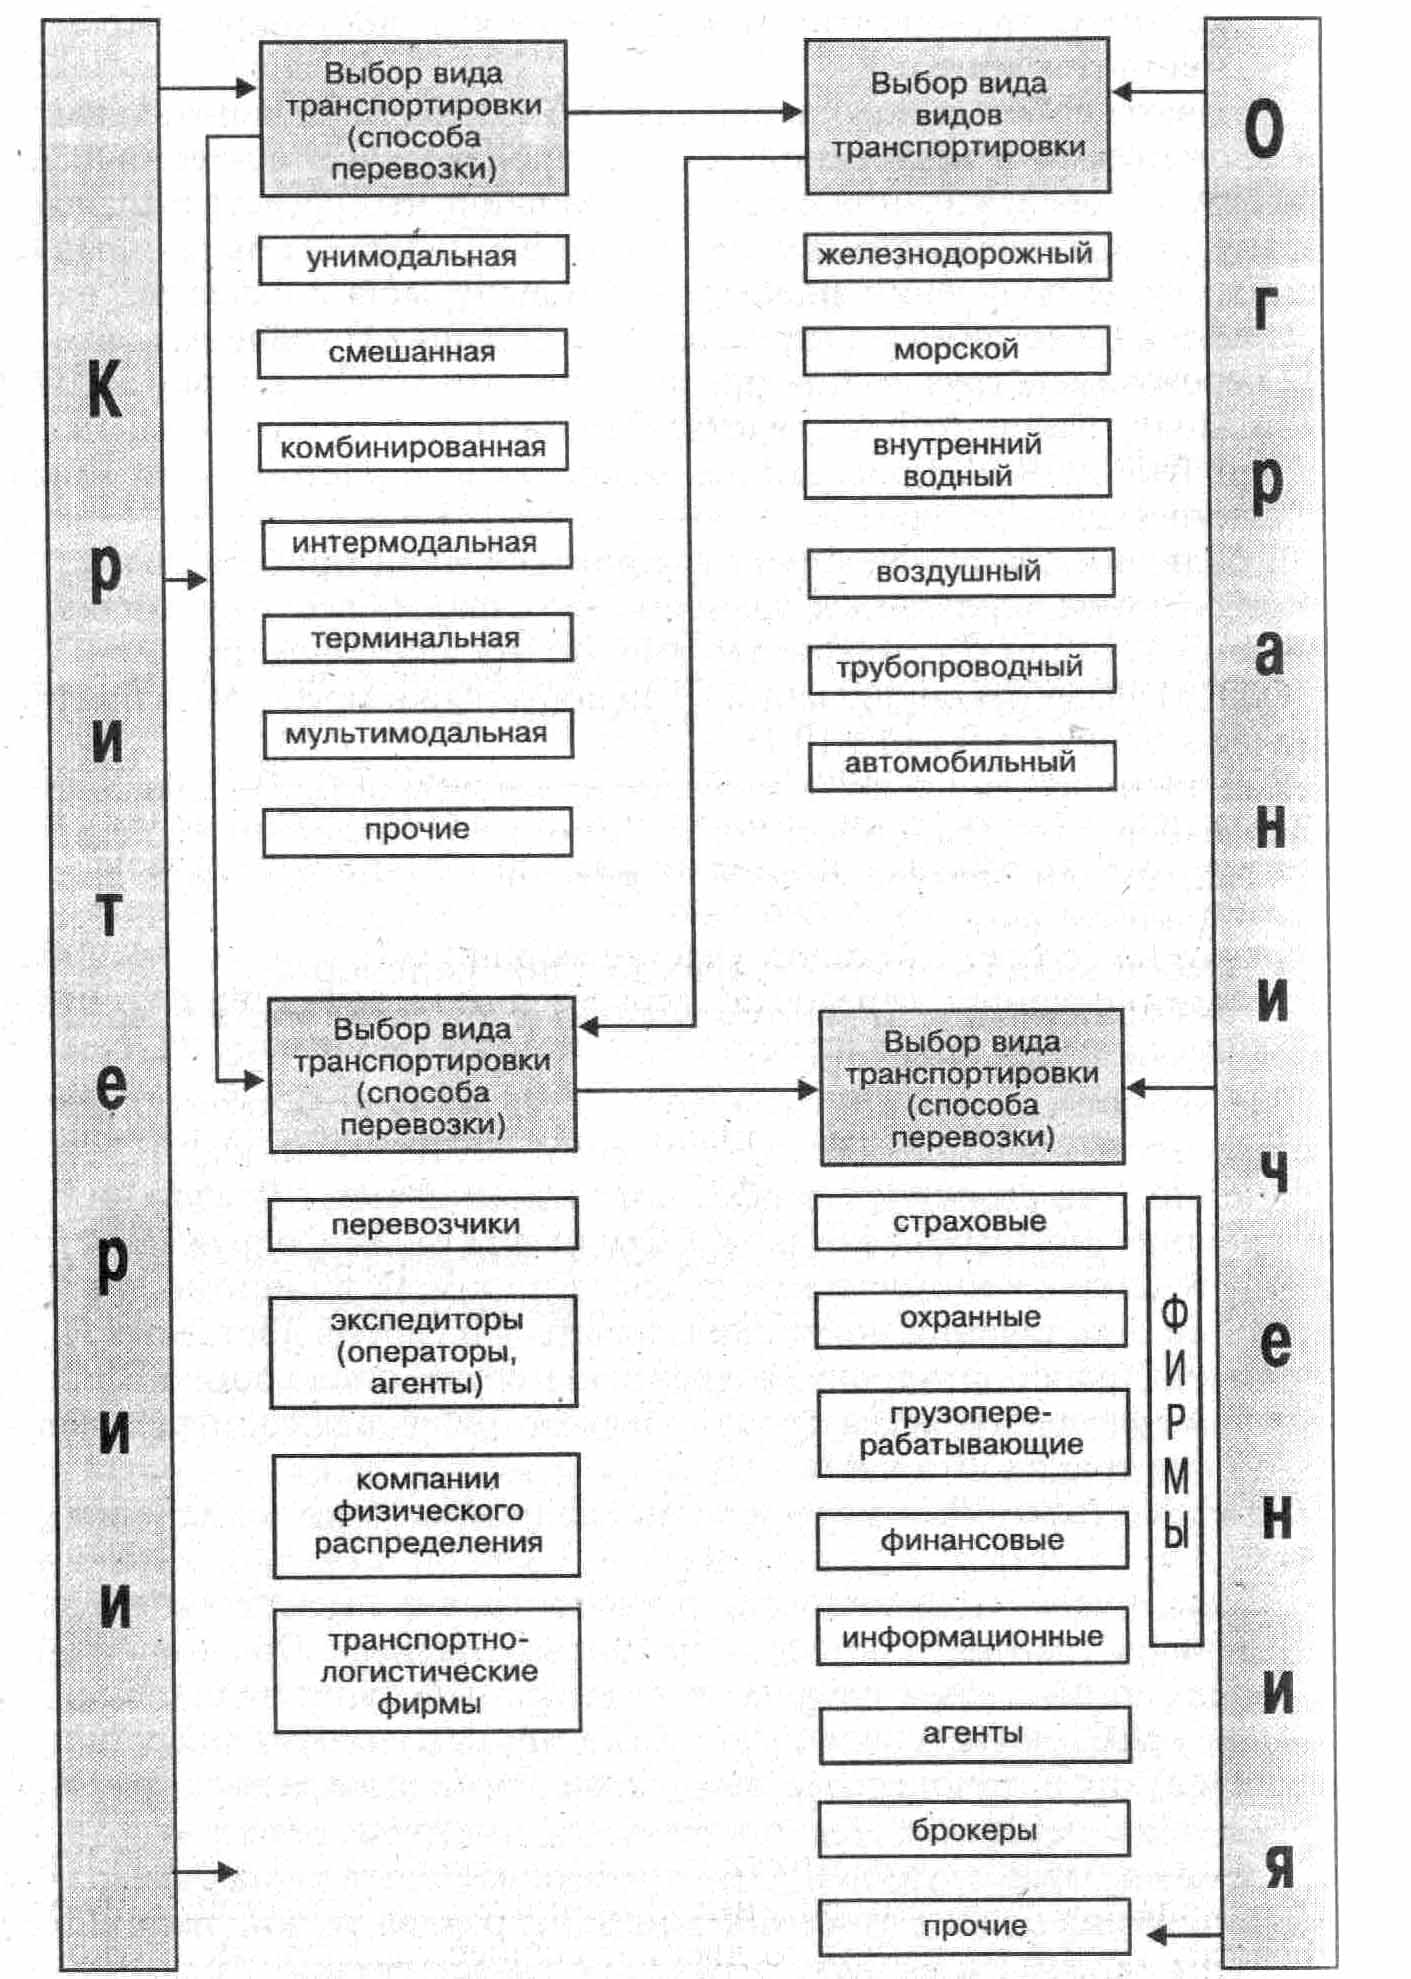 Критерии
Выбор вида
транспортировки
(способа
перевозки)
унимодальная
смешанная
комбинированная
интермодальная
терминальная
мультимодальная
прочие
Выбор вида
видов
транспортировки
железнодорожный
морской
внутренний
водный
воздушный
трубопроводный
автомобильный
Выбор вида
транспортировки
(способа
перевозки)
перевозчики
экспедиторы
(операторы,
агенты)
компании
физического
распределения
транспортно-
логистические
фирмы
Выбор вида
транспортировки
(способа
перевозки)
страховые
охранные
грузопере-
рабатывающие
финансовые
информационные
агенты
брокеры
прочие
ФИРМЫ
Ограничения